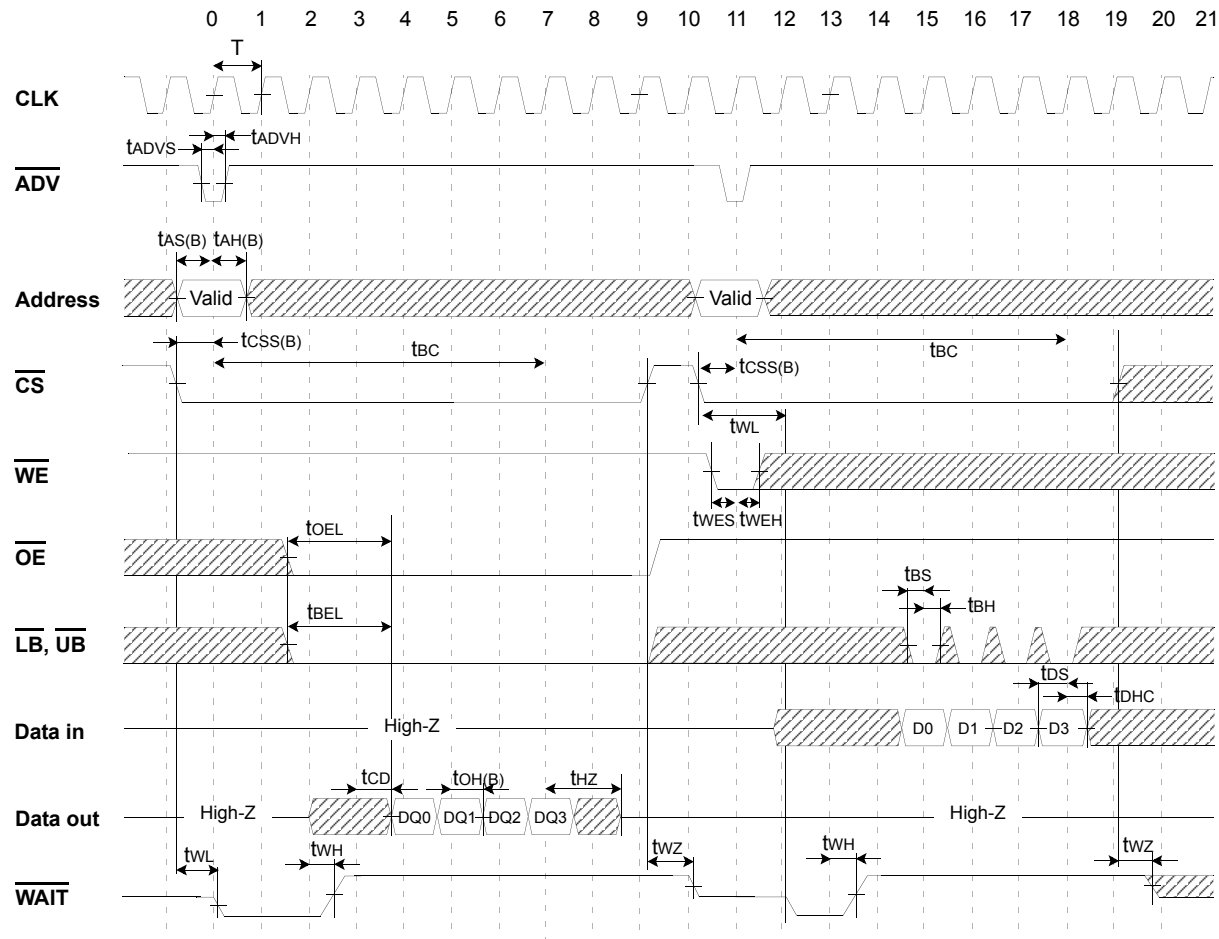 0 1 2 3 4 5 6 7 8 9 10 11 12 13 14 15 16 17 18 19 20 21
T
CLK
tADVH
tADVS
ADV
tAS(B) tAH(B)
Address Valid Valid
tCSS(B)
tBC tBC
tCSS(B)
CS
tWL
WE
tWES tWEH
tOEL
OE
tBS
tBEL tBH
LB, UB
tDS
tDHC
Data in High-Z D0 D1 D2 D3
tCD tOH(B) tHZ
Data out High-Z DQ0 DQ1 DQ2 DQ3 High-Z
tWL tWH tWZ tWH tWZ
WAIT